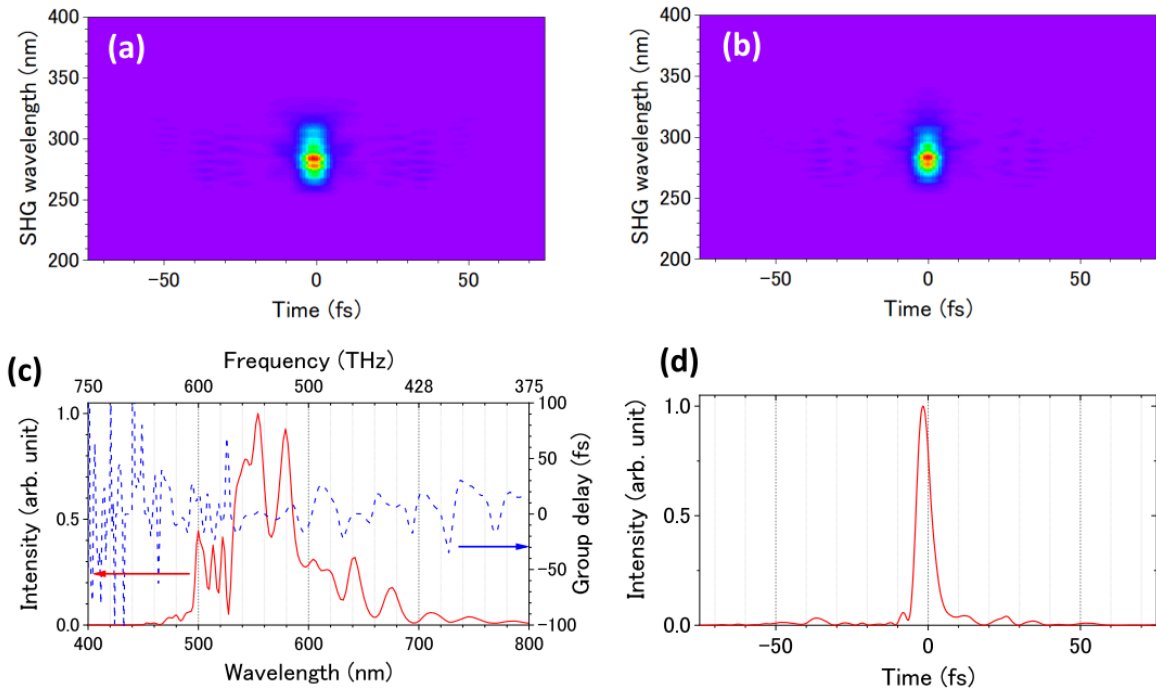 (a)
400
350
300
250
200
SHG wavelength (nm)
−50 0 50
Time (fs)
(b)
400
350
300
250
200
SHG wavelength (nm)
−50 0 50
Time (fs)
(c)
Frequency (THz)
750 600 500 428 375
1.0
0.5
0.0
Intensity (arb. unit)
100
50
0
−50
−100
Group delay (fs)
400 500 600 700 800
Wavelength (nm)
(d)
1.0
0.5
0.0
Intensity (arb. unit)
−50 0 50
Time (fs)